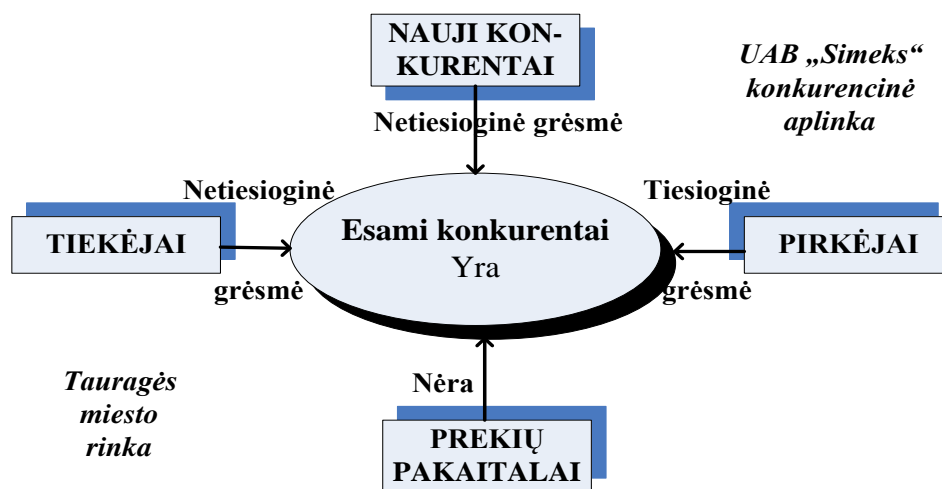 NAUJI KON-
KURENTAI
UAB „Simeks“
konkurencinė
aplinka
Netiesioginė grėsmė
Netiesioginė
grėsmė
TIEKĖJAI
Esami konkurentai
Yra
Tiesioginė
grėsmė
PIRKĖJAI
Tauragės
miesto
rinka
Nėra
PREKIŲ
PAKAITALAI